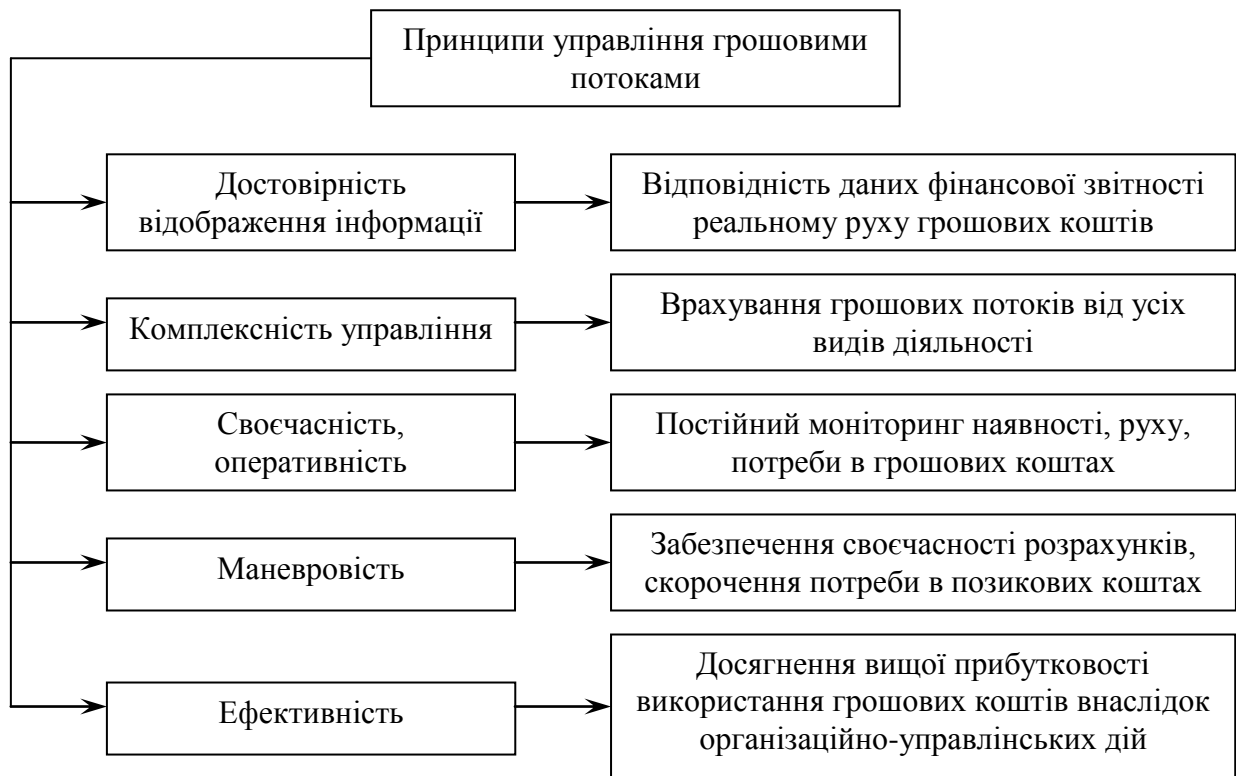 Принципи управління грошовими
потоками
Достовірність
відображення інформації
Відповідність даних фінансової звітності
реальному руху грошових коштів
Комплексність управління
Врахування грошових потоків від усіх
видів діяльності
Своєчасність,
оперативність
Постійний моніторинг наявності, руху,
потреби в грошових коштах
Маневровість
Забезпечення своєчасності розрахунків,
скорочення потреби в позикових коштах
Ефективність
Досягнення вищої прибутковості
використання грошових коштів внаслідок
організаційно-управлінських дій